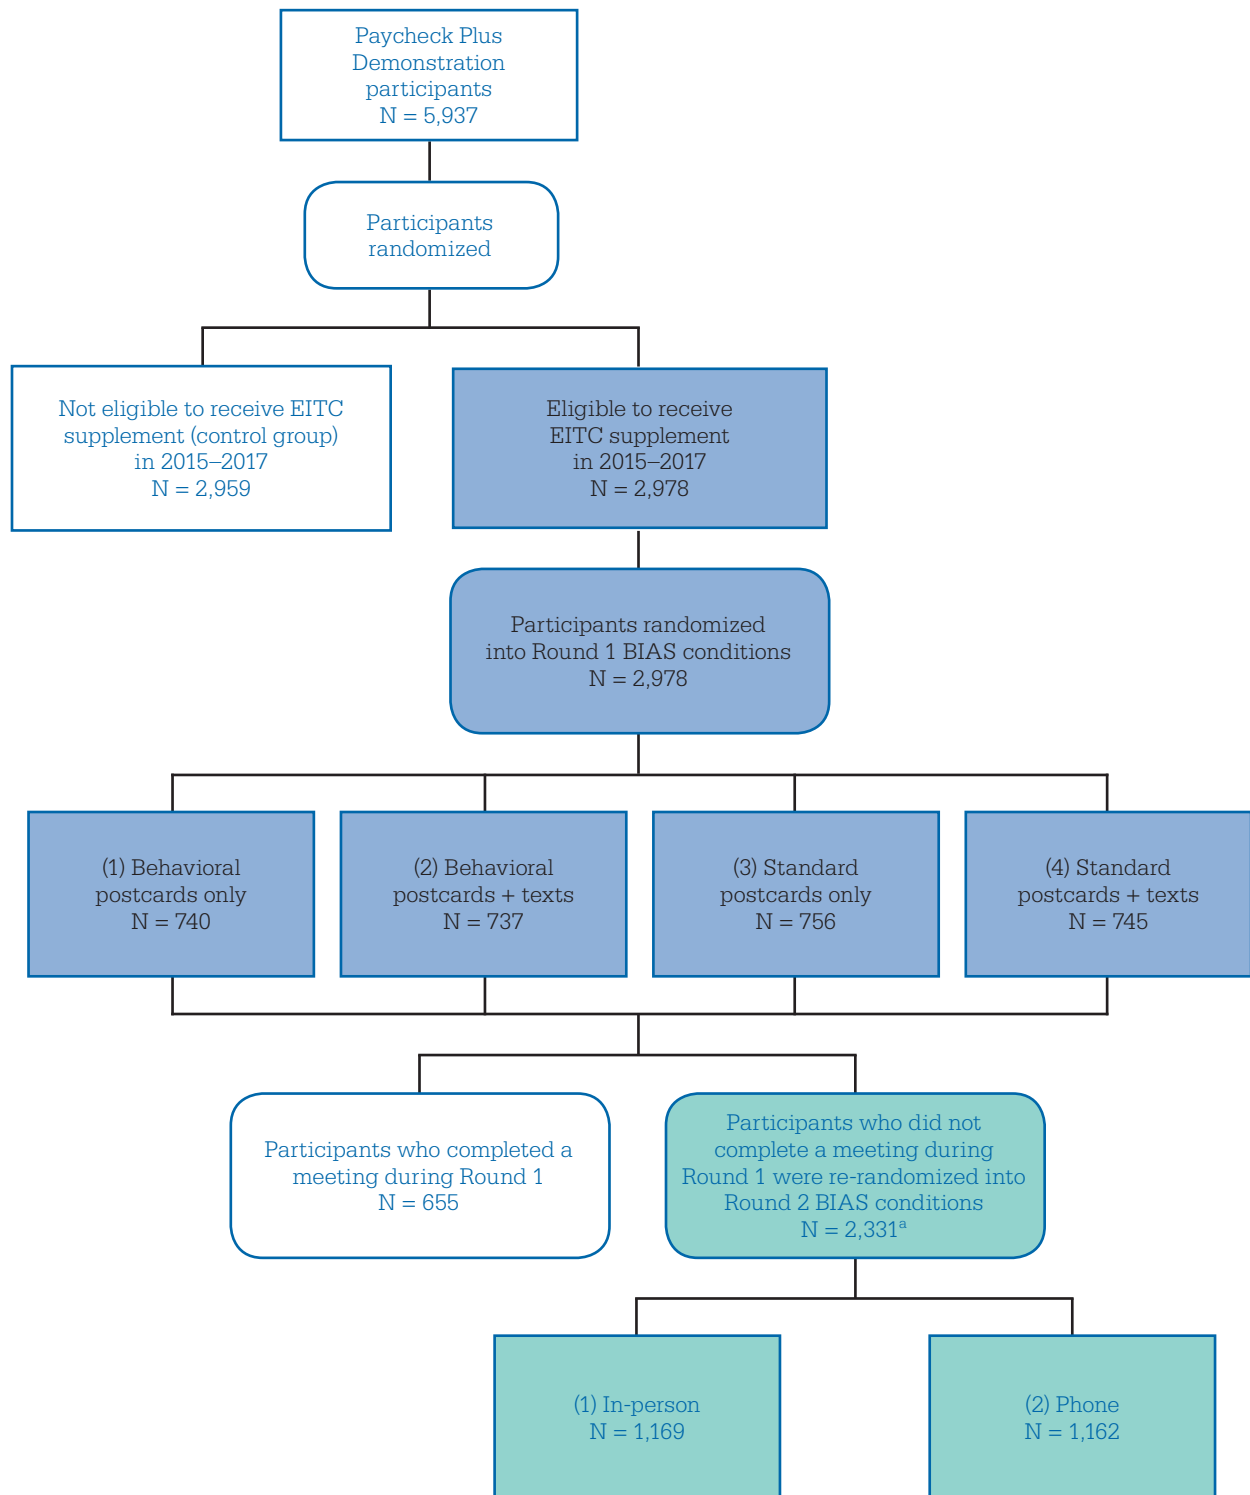 Paycheck Plus
Demonstration
participants
N = 5,937
Participants
randomized
Not eligible to receive EITC
supplement (control group)
in 2015–2017
N = 2,959
Eligible to receive
EITC supplement
in 2015–2017
N = 2,978
Participants randomized
into Round 1 BIAS conditions
N = 2,978
(1) Behavioral
postcards only
N = 740
(2) Behavioral
postcards + texts
N = 737
(3) Standard
postcards only
N = 756
(4) Standard
postcards + texts
N = 745
Participants who completed a
meeting during Round 1
N = 655
Participants who did not
complete a meeting during
Round 1 were re-randomized into
Round 2 BIAS conditions
N = 2,331ª
(1) In-person
N = 1,169
(2) Phone
N = 1,162